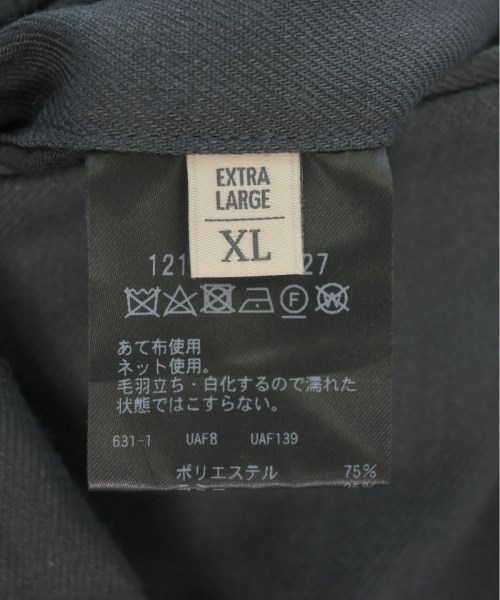 EXTRA
LARGE
XL
121 27
あて布使用
ネット使用。
毛羽立ち・白化するので濡れた
状態ではこすらない。
631-1 UAF8 UAF139
ポリエステル 75%